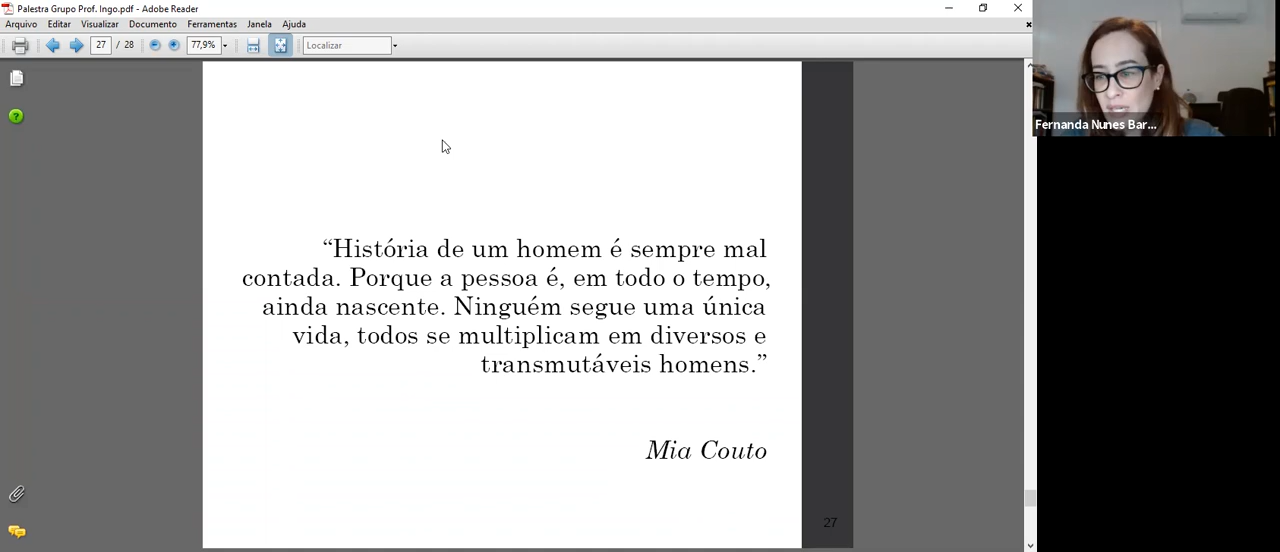 Palestra Grupo Prof. Ingo.pdf - Adobe Reader
Arquivo Editar Visualizar Documento Ferramentas Janela Ajuda
27 / 28 77,9% Localizar
Fernanda Nunes Bar...
“História de um homem é sempre mal
contada. Porque a pessoa é, em todo o tempo,
ainda nascente. Ninguém segue uma única
vida, todos se multiplicam em diversos e
transmutáveis homens.”
Mia Couto
27